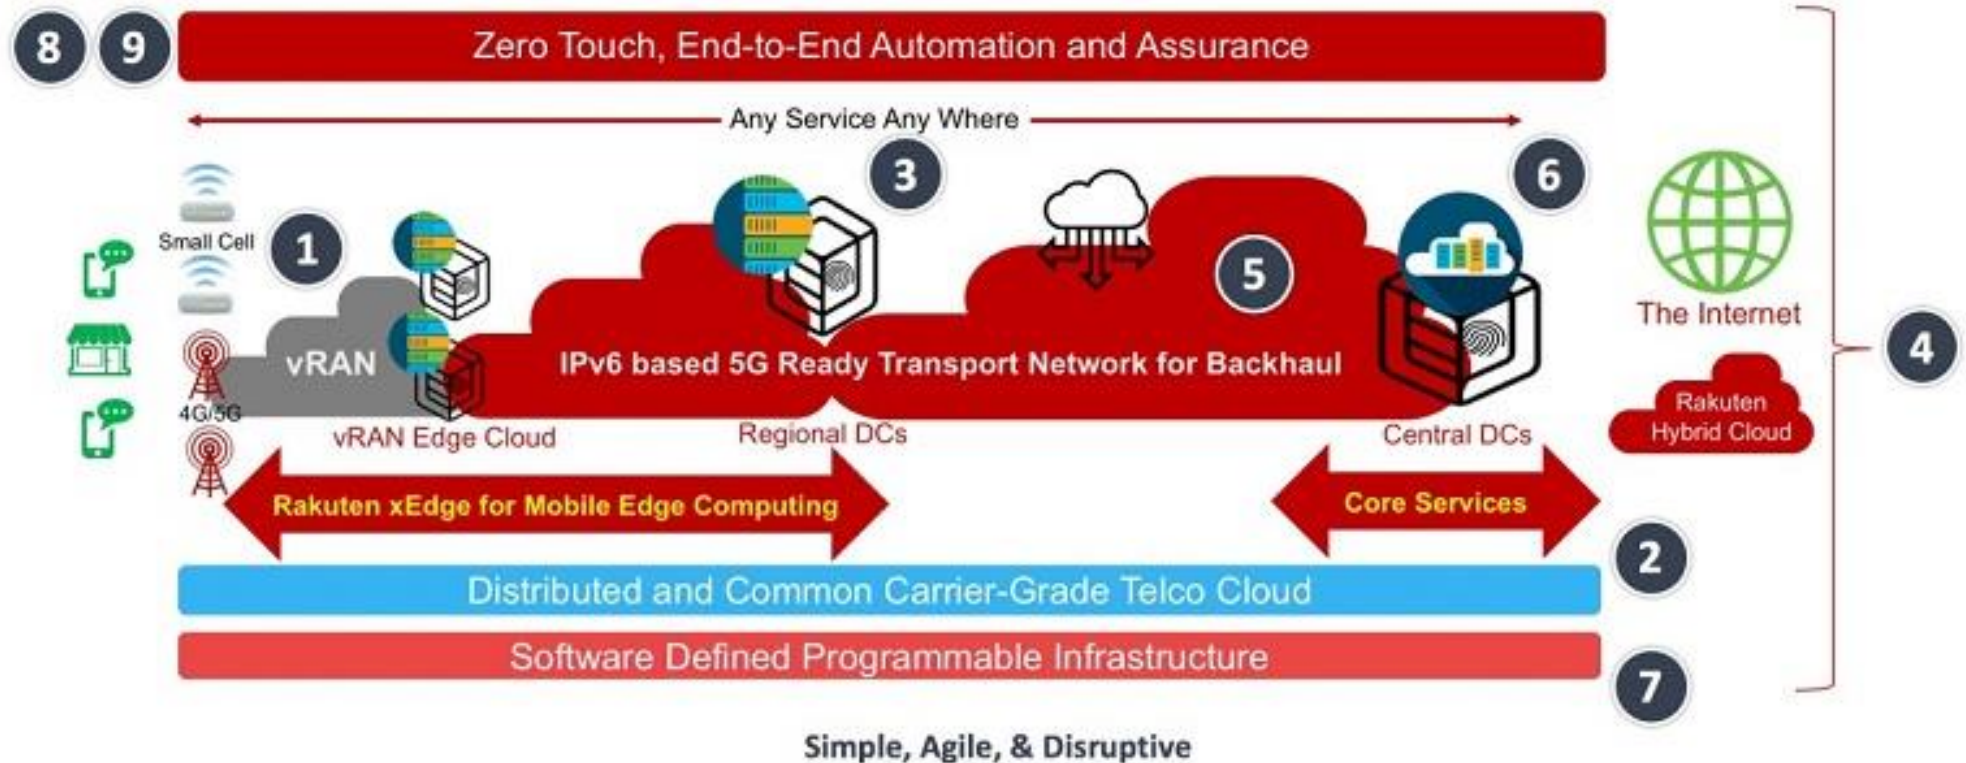 8
9
Zero Touch, End-to-End Automation and Assurance
Any Service Any Where
3
6
Small Cell
1
5
The Internet
4
vRAN
IPv6 based 5G Ready Transport Network for Backhaul
4G/5G
Rakuten
Hybrid Cloud
vRAN Edge Cloud
Regional DCs
Central DCs
Rakuten xEdge for Mobile Edge Computing
Core Services
2
Distributed and Common Carrier-Grade Telco Cloud
Software Defined Programmable Infrastructure
7
Simple, Agile, & Disruptive